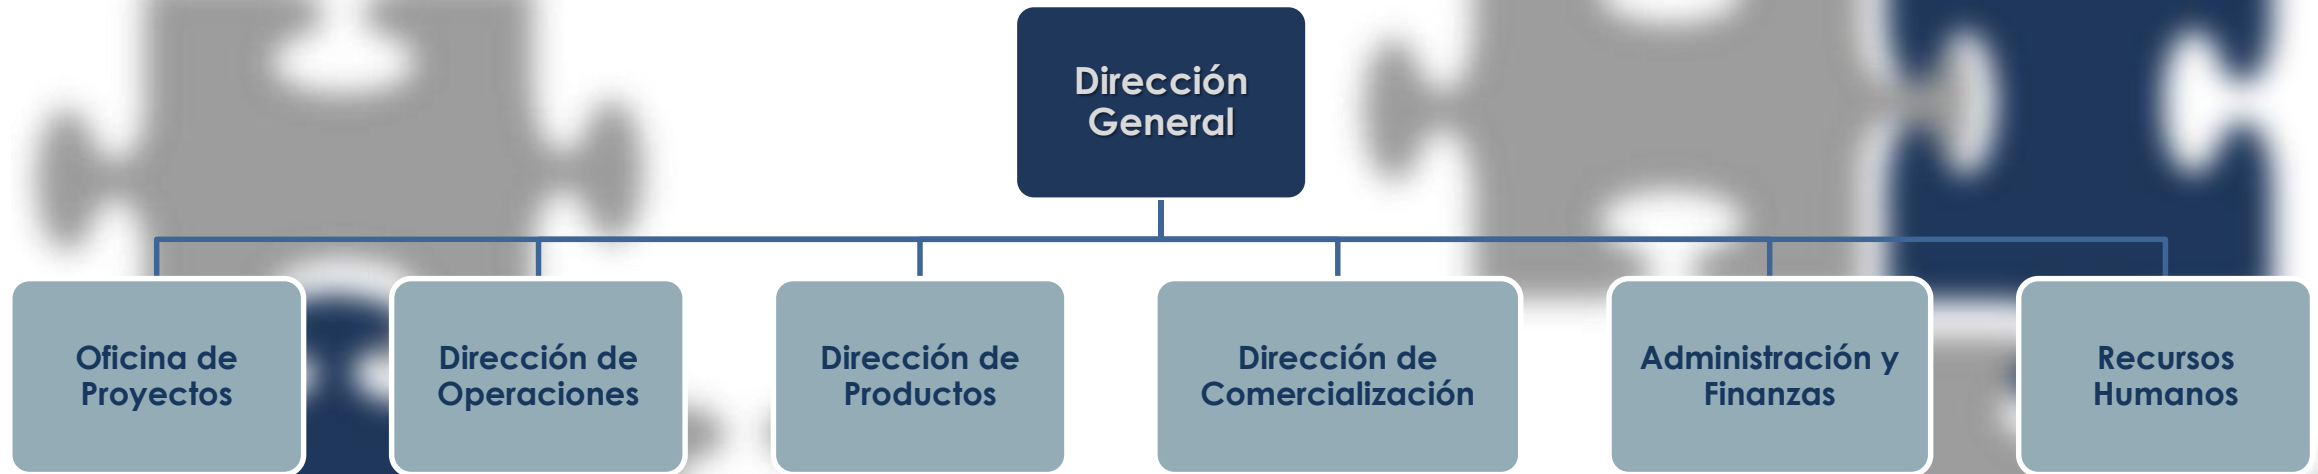 Dirección
General
Oficina de
Proyectos
Dirección de
Operaciones
Dirección de
Productos
Dirección de
Comercialización
Administración y
Finanzas
Recursos
Humanos